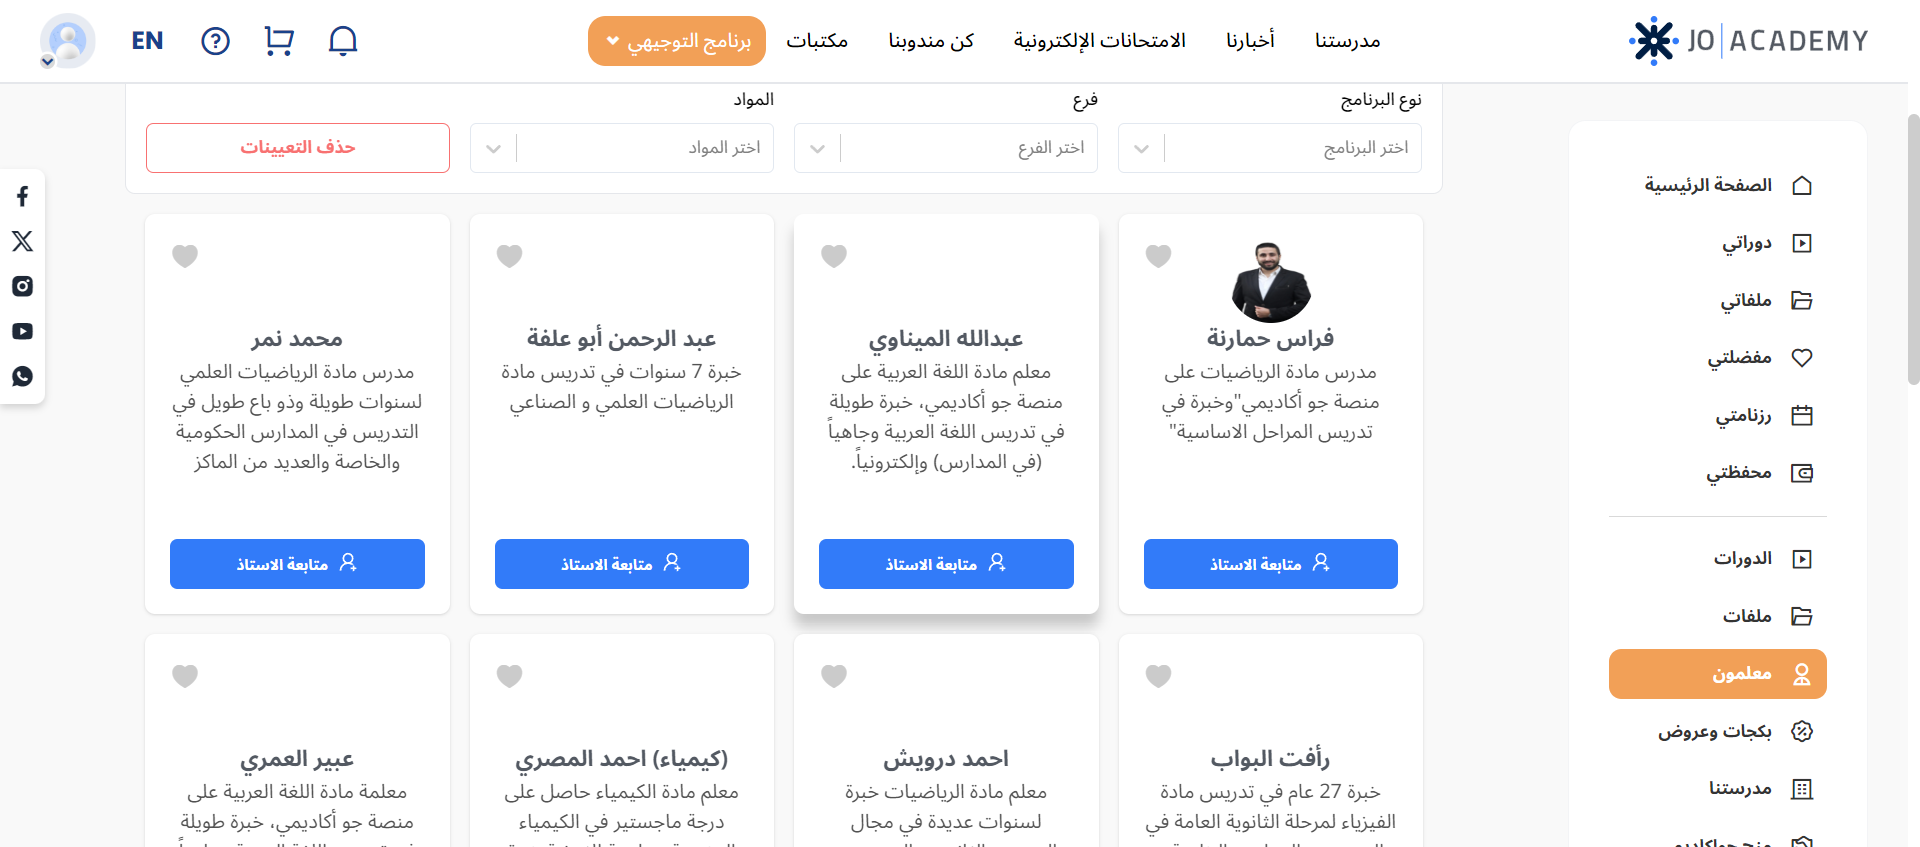 JO ACADEMY
مدرستنا
أخبارنا
الامتحانات الإلكترونية
كن مندوبنا
مكتبات
برنامج التوجيهي
EN
نوع البرنامج
فرع
المواد
اختر البرنامج
اختر الفرع
اختر المواد
حذف التعيينات
الصفحة الرئيسية
دوراتي
ملفاتي
مفضلتي
رزنامتي
محفظتي
الدورات
ملفات
معلمون
بكجات وعروض
مدرستنا
فراس حمارنة
مدرس مادة الرياضيات على
منصة جو أكاديمي"وخبرة في
تدريس المراحل الاساسية"
متابعة الاستاذ
عبدالله الميناوي
معلم مادة اللغة العربية على
منصة جو أكاديمي، خبرة طويلة
في تدريس اللغة العربية وجاهياً
(في المدارس) وإلكترونياً.
متابعة الاستاذ
عبد الرحمن أبو علفة
خبرة 7 سنوات في تدريس مادة
الرياضيات العلمي و الصناعي
متابعة الاستاذ
محمد نمر
مدرس مادة الرياضيات العلمي
لسنوات طويلة وذو باع طويل في
التدريس في المدارس الحكومية
والخاصة والعديد من الماكز
متابعة الاستاذ
رأفت البواب
خبرة 27 عام في تدريس مادة
الفيزياء لمرحلة الثانوية العامة في
احمد درويش
معلم مادة الرياضيات خبرة
لسنوات عديدة في مجال
(كيمياء) احمد المصري
معلم مادة الكيمياء حاصل على
درجة ماجستير في الكيمياء
عبير العمري
معلمة مادة اللغة العربية على
منصة جو أكاديمي، خبرة طويلة